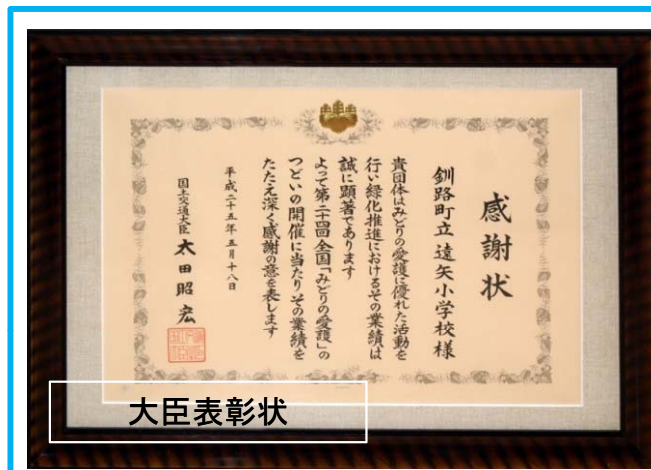 感謝状
釧路町立遠矢小学校様
貴団体はみどりの愛護に優れた活動を
行い緑化推進におけるその業績は
誠に顕著であります
よって第二十四回全国「みどりの愛護」の
つどいの開催に当たりその業績を
たたえ深く感謝の意を表します
平成二十五年五月十八日
国土交通大臣 太田昭宏
大臣表彰状